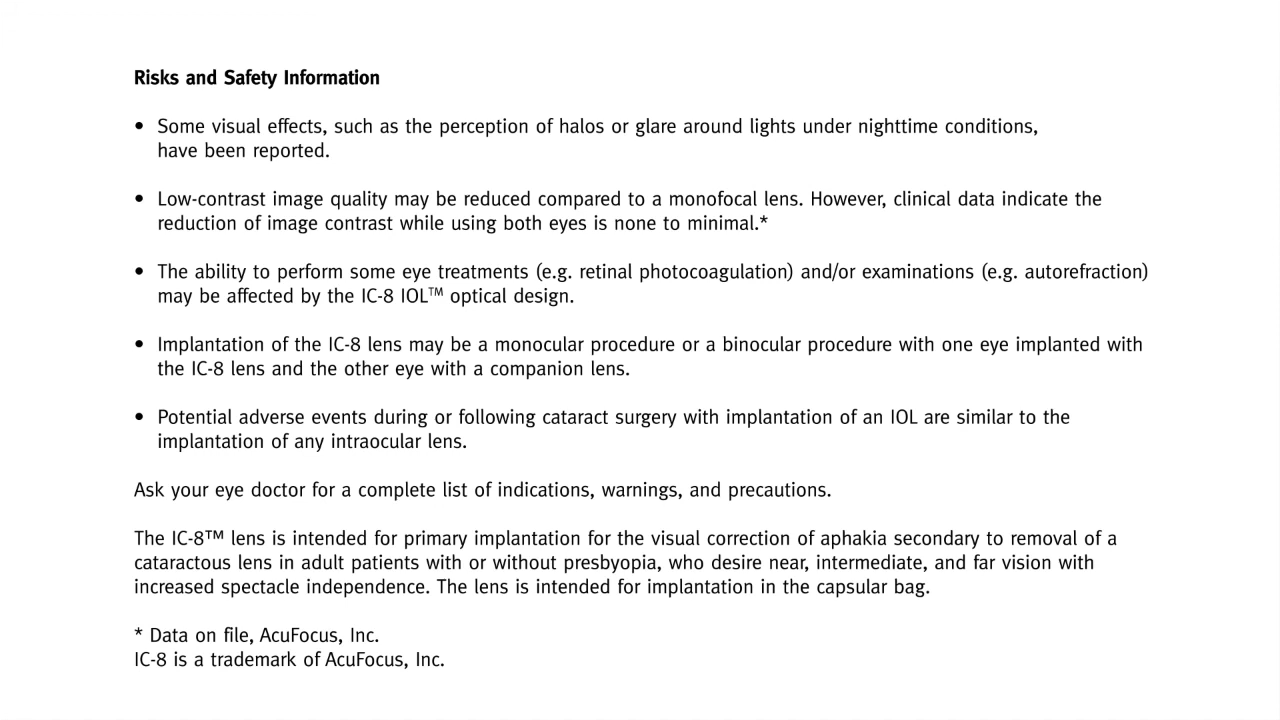 Risks and Safety Information
• Some visual effects, such as the perception of halos or glare around lights under nighttime conditions,
have been reported.
• Low-contrast image quality may be reduced compared to a monofocal lens. However, clinical data indicate the
reduction of image contrast while using both eyes is none to minimal.*
• The ability to perform some eye treatments (e.g. retinal photocoagulation) and/or examinations (e.g. autorefraction)
may be affected by the IC-8 IOL™ optical design.
• Implantation of the IC-8 lens may be a monocular procedure or a binocular procedure with one eye implanted with
the IC-8 lens and the other eye with a companion lens.
• Potential adverse events during or following cataract surgery with implantation of an IOL are similar to the
implantation of any intraocular lens.
Ask your eye doctor for a complete list of indications, warnings, and precautions.
The IC-8™ lens is intended for primary implantation for the visual correction of aphakia secondary to removal of a
cataractous lens in adult patients with or without presbyopia, who desire near, intermediate, and far vision with
increased spectacle independence. The lens is intended for implantation in the capsular bag.
* Data on file, AcuFocus, Inc.
IC-8 is a trademark of AcuFocus, Inc.